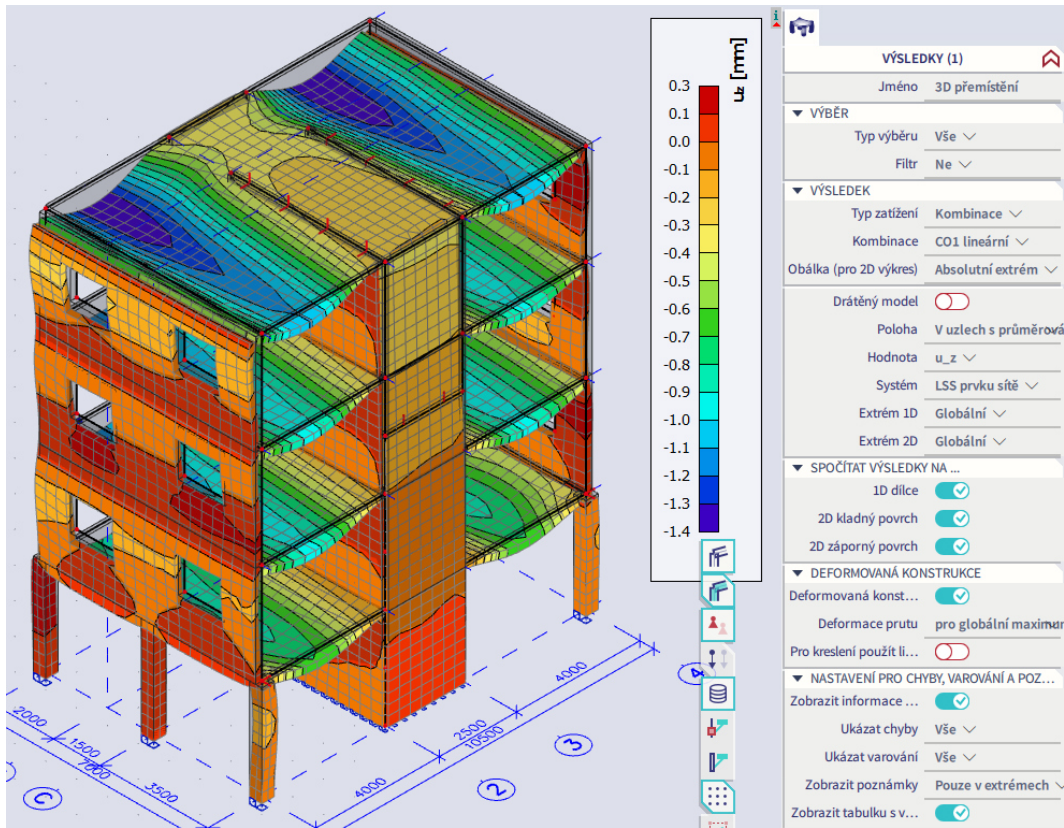 0.3
0.1
0.0
-0.1
-0.2
-0.3
-0.4
-0.5
-0.6
-0.7
-0.8
-0.9
-1.0
-1.1
-1.2
-1.3
-1.4
u_z [mm]
2000
1500
7000
3500
C
4000
2500
10500
4000
2
3
4
VÝSLEDKY (1)
Jméno 3D přemístění
VÝBĚR
Typ výběru Vše
Filtr Ne
VÝSLEDEK
Typ zatížení Kombinace
Kombinace CO1 lineární
Obálka (pro 2D výkres) Absolutní extrém
Drátěný model
Poloha V uzlech s průměrová
Hodnota u_z
Systém LSS prvku sítě
Extrém 1D Globální
Extrém 2D Globální
SPOČÍTAT VÝSLEDKY NA ...
1D dílce
2D kladný povrch
2D záporný povrch
DEFORMOVANÁ KONSTRUKCE
Deformovaná konst...
Deformace prutu pro globální maximum
Pro kreslení použít li...
NASTAVENÍ PRO CHYBY, VAROVÁNÍ A POZ...
Zobrazit informace ...
Ukázat chyby Vše
Ukázat varování Vše
Zobrazit poznámky Pouze v extrémech
Zobrazit tabulku s v...